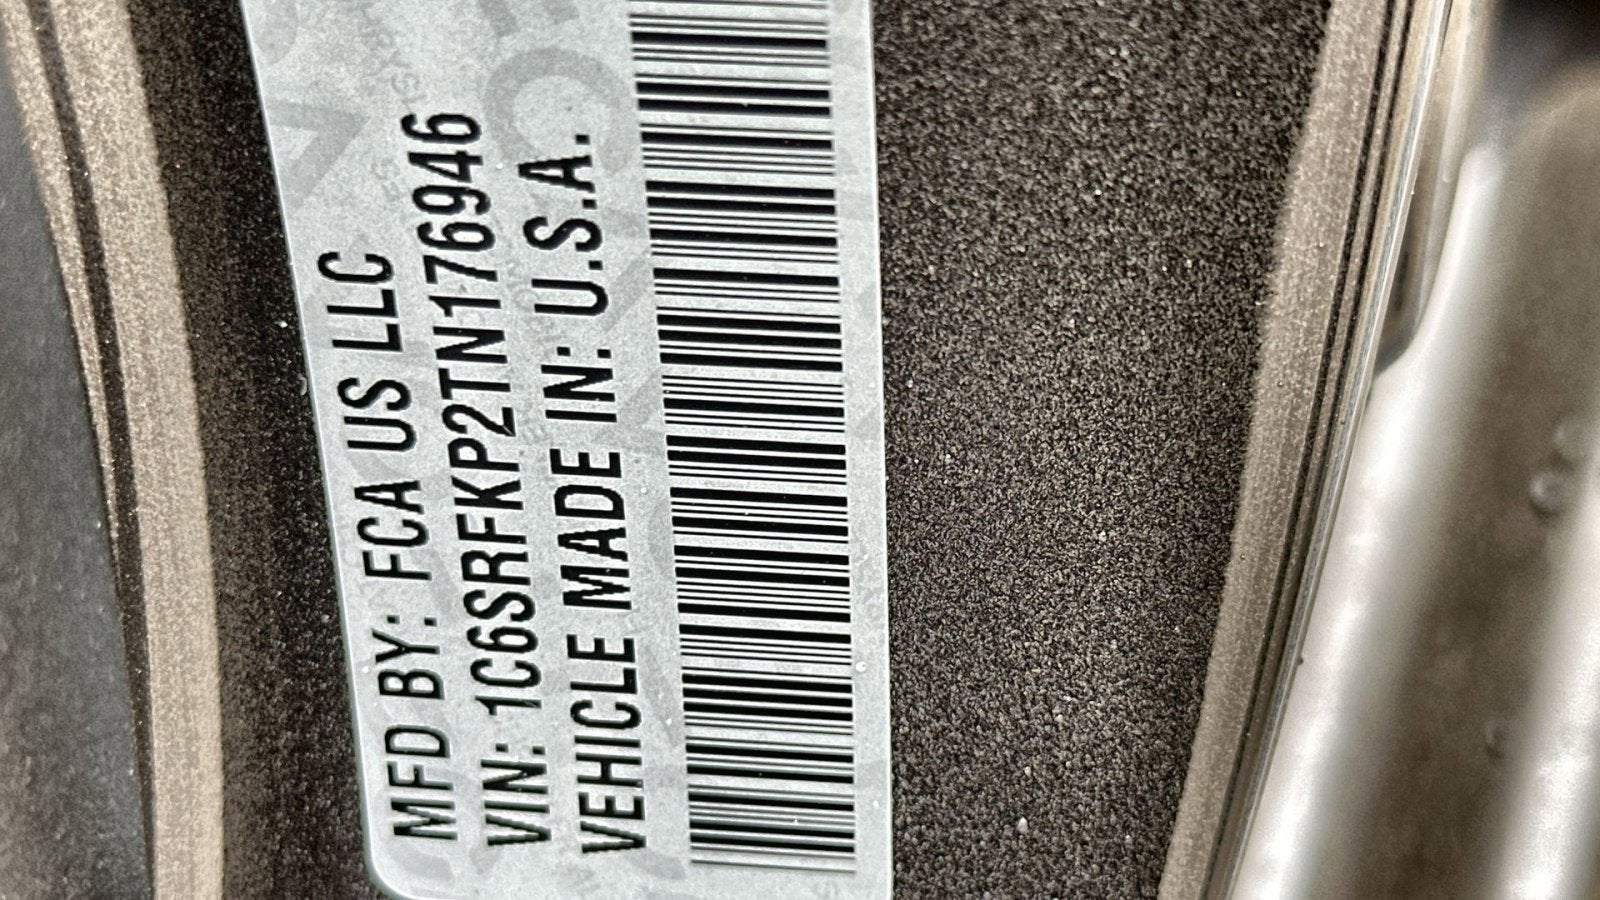 MFD BY: FCA US LLC
VIN: 1C6SRFKP2TN176946
VEHICLE MADE IN: U.S.A.